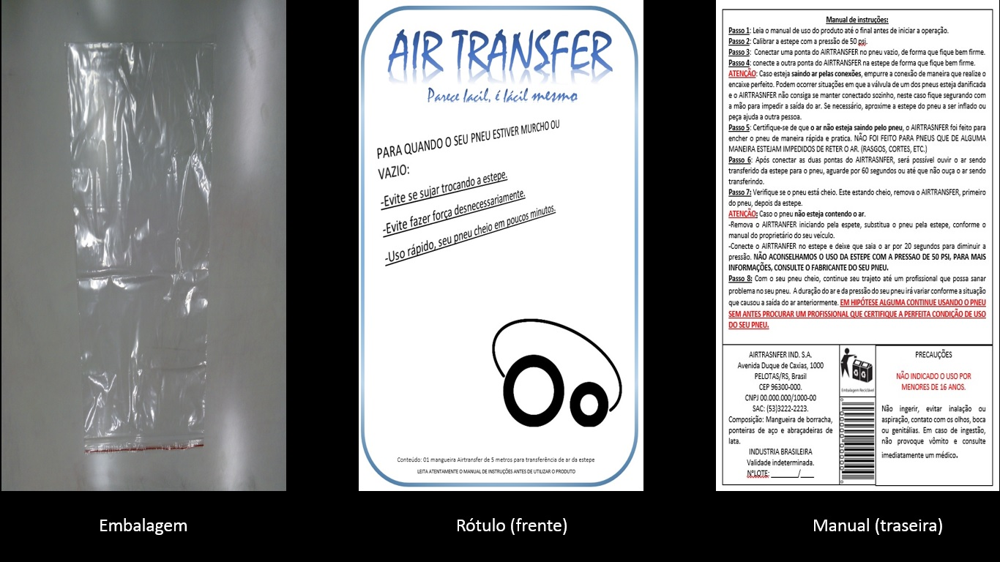 AIR TRANSFER
Parece facil, é fácil mesmo
PARA QUANDO O SEU PNEU ESTIVER MURCHO OU
VAZIO:
-Evite se sujar trocando a estepe.
-Evite fazer força desnecessariamente.
-Uso rápido, seu pneu cheio em poucos minutos.
Conteúdo: 01 mangueira Airtransfer de 5 metros para transferência de ar da estepe
LEIA ATENTAMENTE O MANUAL DE INSTRUÇÕES ANTES DE UTILIZAR O PRODUTO
Manual de instruções:
Passo 1: Leia o manual de uso do produto até o final antes de iniciar a operação.
Passo 2: Calibrar a estepe com a pressão de 50 psi.
Passo 3: Conectar uma ponta do AIRTRANSFER no pneu vazio, de forma que fique bem firme.
Passo 4: conecte a outra ponta do AIRTRANSFER na estepe de forma que fique bem firme.
ATENÇÃO: Caso esteja saindo ar pelas conexões, empurre a conexão de maneira que realize o
encaixe perfeito. Podem ocorrer situações em que a válvula de um dos pneus esteja danificada
e o AIRTRASNFER não consiga se manter conectado sozinho, neste caso fique segurando com
a mão para impedir a saída do ar. Se necessário, aproxime a estepe do pneu a ser inflado ou
peça ajuda a outra pessoa.
Passo 5: Certifique-se de que o ar não esteja saindo pelo pneu, o AIRTRASNFER foi feito para
encher o pneu de maneira rápida e pratica. NÃO FOI FEITO PARA PNEUS QUE DE ALGUMA
MANEIRA ESTEJAM IMPEDIDOS DE RETER O AR. (RASGOS, CORTES, ETC.)
Passo 6: Após conectar as duas pontas do AIRTRASNFER, será possível ouvir o ar sendo
transferido da estepe para o pneu, aguarde por 60 segundos ou até que não ouça o ar sendo
transferindo.
Passo 7: Verifique se o pneu está cheio. Este estando cheio, remova o AIRTRANSFER, primeiro
do pneu, depois da estepe.
ATENÇÃO: Caso o pneu não esteja contendo o ar.
-Remova o AIRTRANFER iniciando pela espete, substitua o pneu pela estepe, conforme o
manual do proprietário do seu veículo.
-Conecte o AIRTRANFER no estepe e deixe que saia o ar por 20 segundos para diminuir a
pressão. NÃO ACONSELHAMOS O USO DA ESTEPE COM A PRESSAO DE 50 PSI, PARA MAIS
INFORMAÇÕES, CONSULTE O FABRICANTE DO SEU PNEU.
Passo 8: Com o seu pneu cheio, continue seu trajeto até um profissional que possa sanar
problema no seu pneu. A duração do ar e da pressão do seu pneu irá variar conforme a situação
que causou a saída do ar anteriormente. EM HIPÓTESE ALGUMA CONTINUE USANDO O PNEU
SEM ANTES PROCURAR UM PROFISSIONAL QUE CERTIFIQUE A PERFEITA CONDIÇÃO DE USO
DO SEU PNEU.
AIRTRASNFER IND. S.A.
Avenida Duque de Caxias, 1000
PELOTAS/RS, Brasil
CEP 96300-000.
CNPJ 00.000.000/1000-00
SAC: (53)3222-2223.
Composição: Mangueira de borracha,
ponteiras de aço e abraçadeiras de
lata.
INDUSTRIA BRASILEIRA
Validade indeterminada.
N°LOTE: ________/____
Embalagem Reciclável
PRECAUÇÕES
NÃO INDICADO O USO POR
MENORES DE 16 ANOS.
Não ingerir, evitar inalação ou
aspiração, contato com os olhos, boca
ou genitálias. Em caso de ingestão,
não provoque vômito e consulte
imediatamente um médico.
Embalagem
Rótulo (frente)
Manual (traseira)